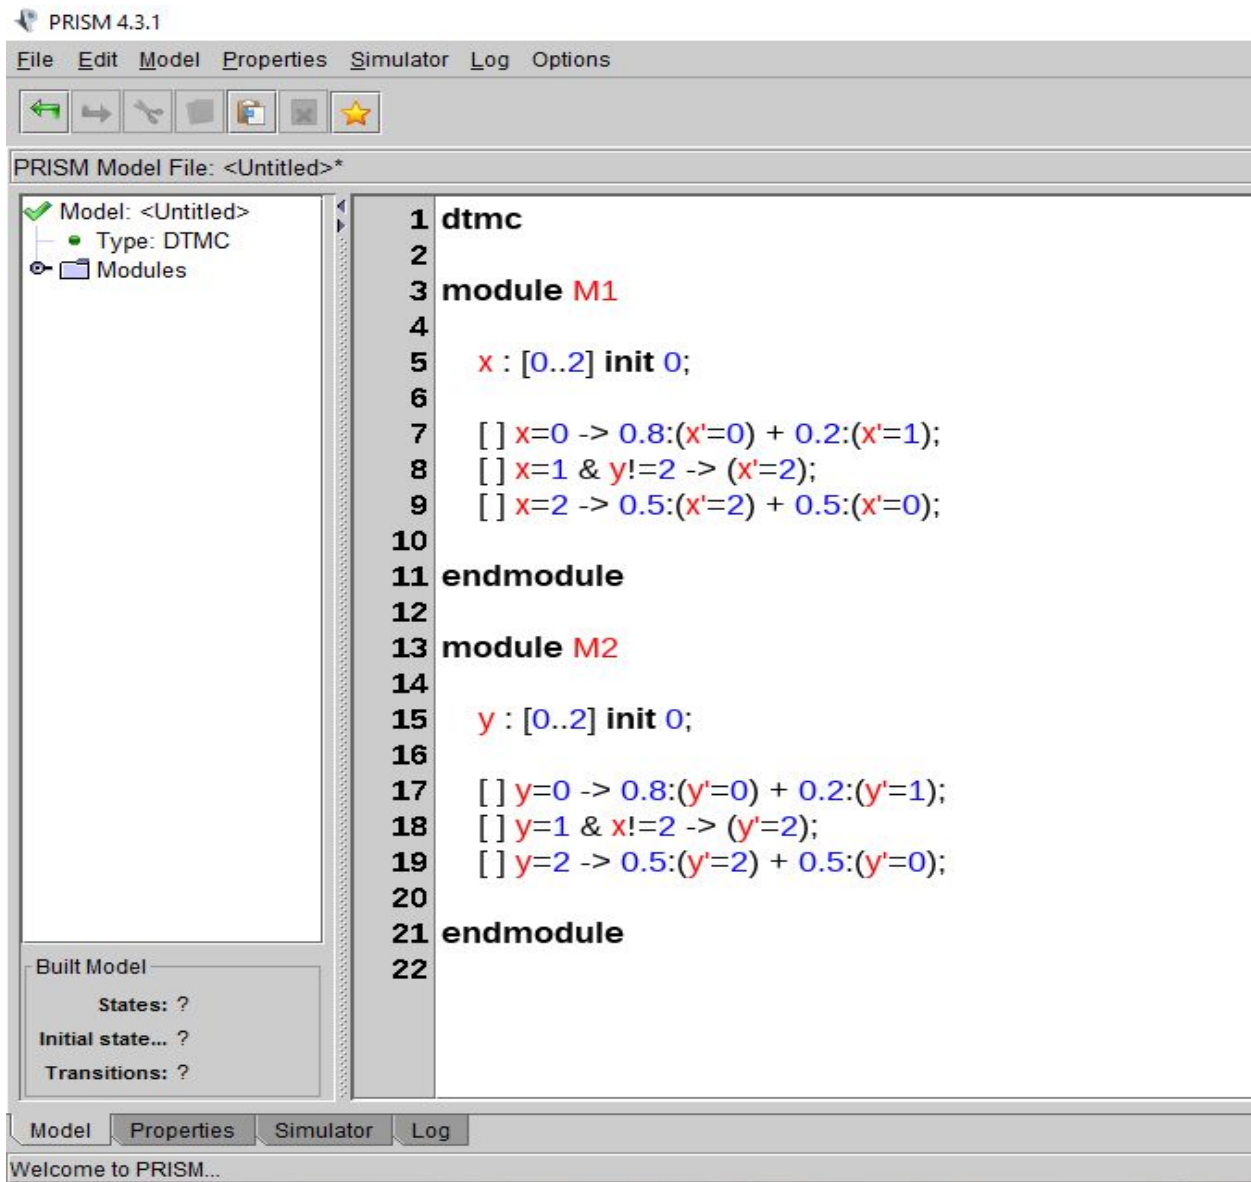 PRISM 4.3.1
File Edit Model Properties Simulator Log Options
PRISM Model File: <Untitled>*
Model: <Untitled>
Type: DTMC
Modules
1 dtmc
2
3 module M1
4
5 x : [0..2] init 0;
6
7 [ ] x=0 -> 0.8:(x'=0) + 0.2:(x'=1);
8 [ ] x=1 & y!=2 -> (x'=2);
9 [ ] x=2 -> 0.5:(x'=2) + 0.5:(x'=0);
10
11 endmodule
12
13 module M2
14
15 y : [0..2] init 0;
16
17 [ ] y=0 -> 0.8:(y'=0) + 0.2:(y'=1);
18 [ ] y=1 & x!=2 -> (y'=2);
19 [ ] y=2 -> 0.5:(y'=2) + 0.5:(y'=0);
20
21 endmodule
22
Built Model
States: ?
Initial state... ?
Transitions: ?
Model Properties Simulator Log
Welcome to PRISM...